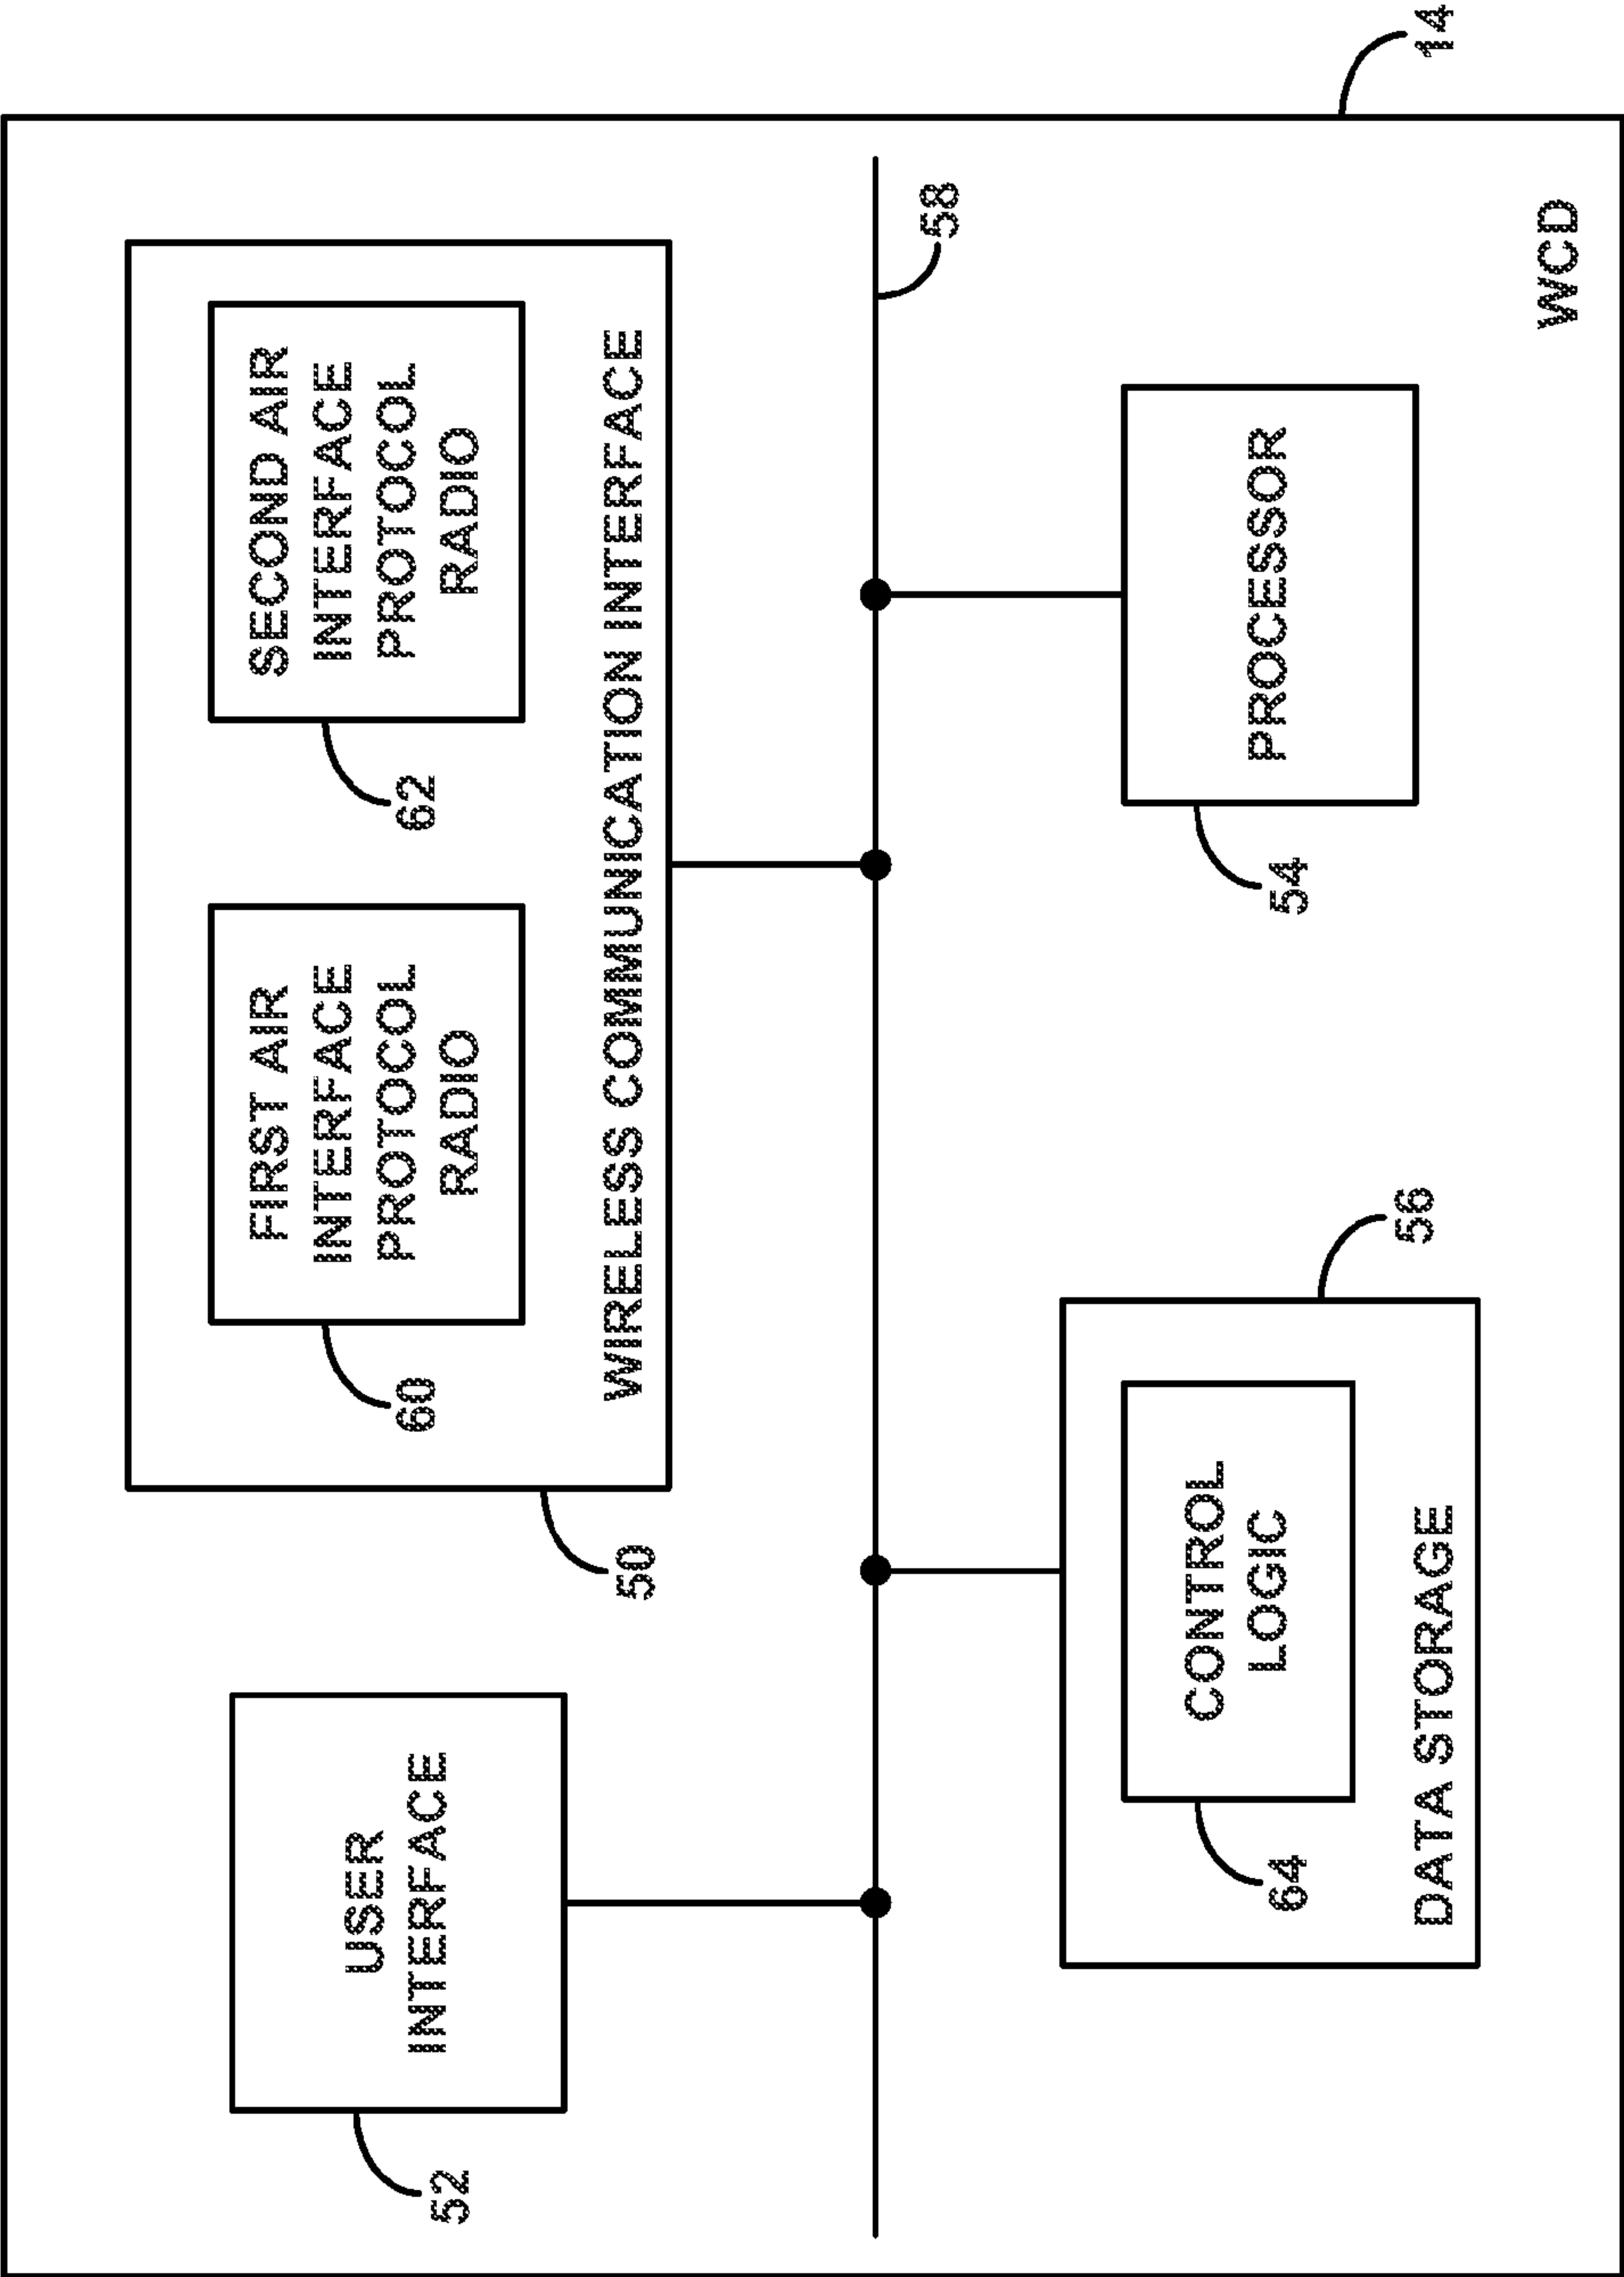 USER
INTERFACE
52
FIRST AIR
INTERFACE
PROTOCOL
RADIO
60
SECOND AIR
INTERFACE
PROTOCOL
RADIO
62
WIRELESS COMMUNICATION INTERFACE
50
58
CONTROL
LOGIC
64
DATA STORAGE
56
PROCESSOR
54
WCD
14